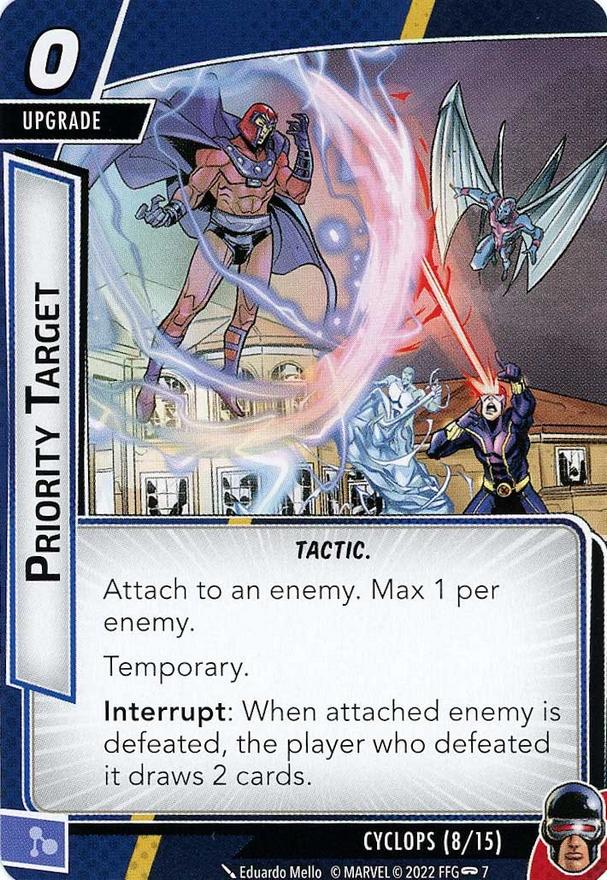 0
UPGRADE
PRIORITY TARGET
TACTIC.
Attach to an enemy. Max 1 per
enemy.
Temporary.
Interrupt: When attached enemy is
defeated, the player who defeated
it draws 2 cards.
CYCLOPS (8/15)
Eduardo Mello © MARVEL © 2022 FFG 7